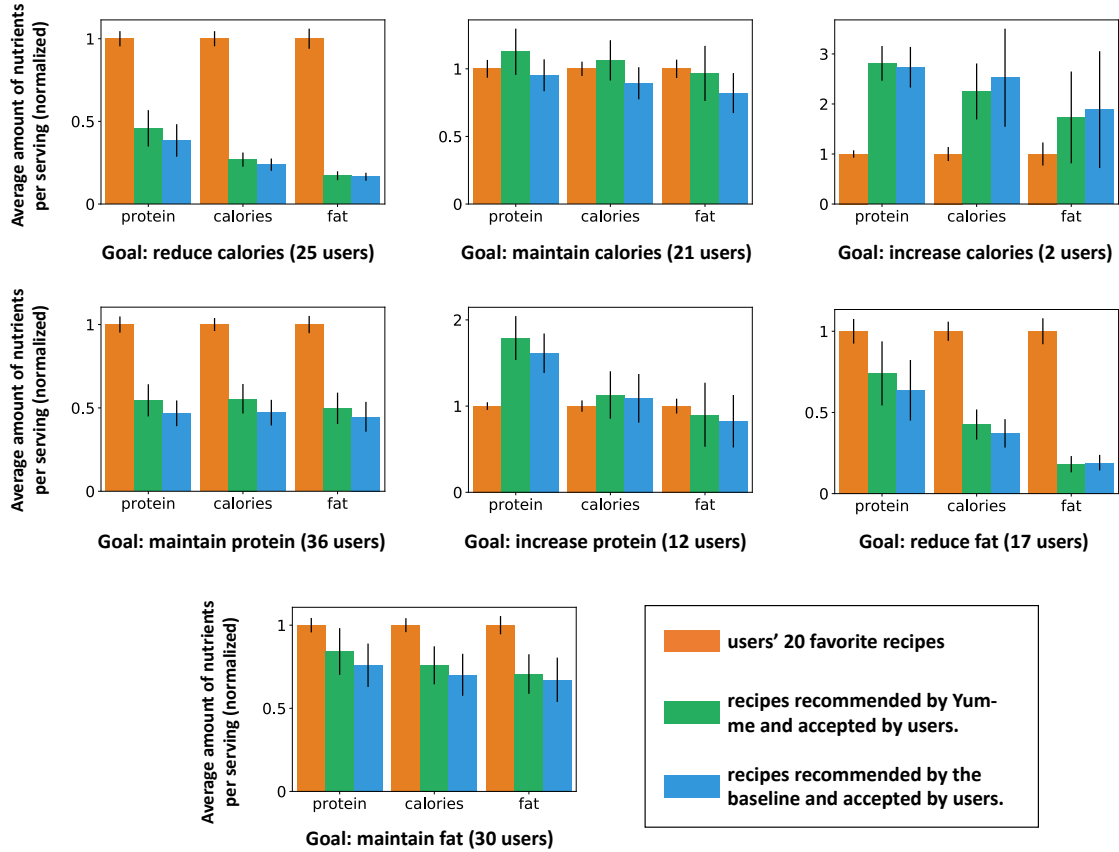 Average amount of nutrients
per serving (normalized)
1
0.5
0
protein calories fat
Goal: reduce calories (25 users)
1
0.5
0
protein calories fat
Goal: maintain calories (21 users)
3
2
1
0
protein calories fat
Goal: increase calories (2 users)
Average amount of nutrients
per serving (normalized)
1
0.5
0
protein calories fat
Goal: maintain protein (36 users)
2
1
0
protein calories fat
Goal: increase protein (12 users)
1
0.5
0
protein calories fat
Goal: reduce fat (17 users)
Average amount of nutrients
per serving (normalized)
1
0.5
0
protein calories fat
Goal: maintain fat (30 users)
users' 20 favorite recipes
recipes recommended by Yum-
me and accepted by users.
recipes recommended by the
baseline and accepted by users.